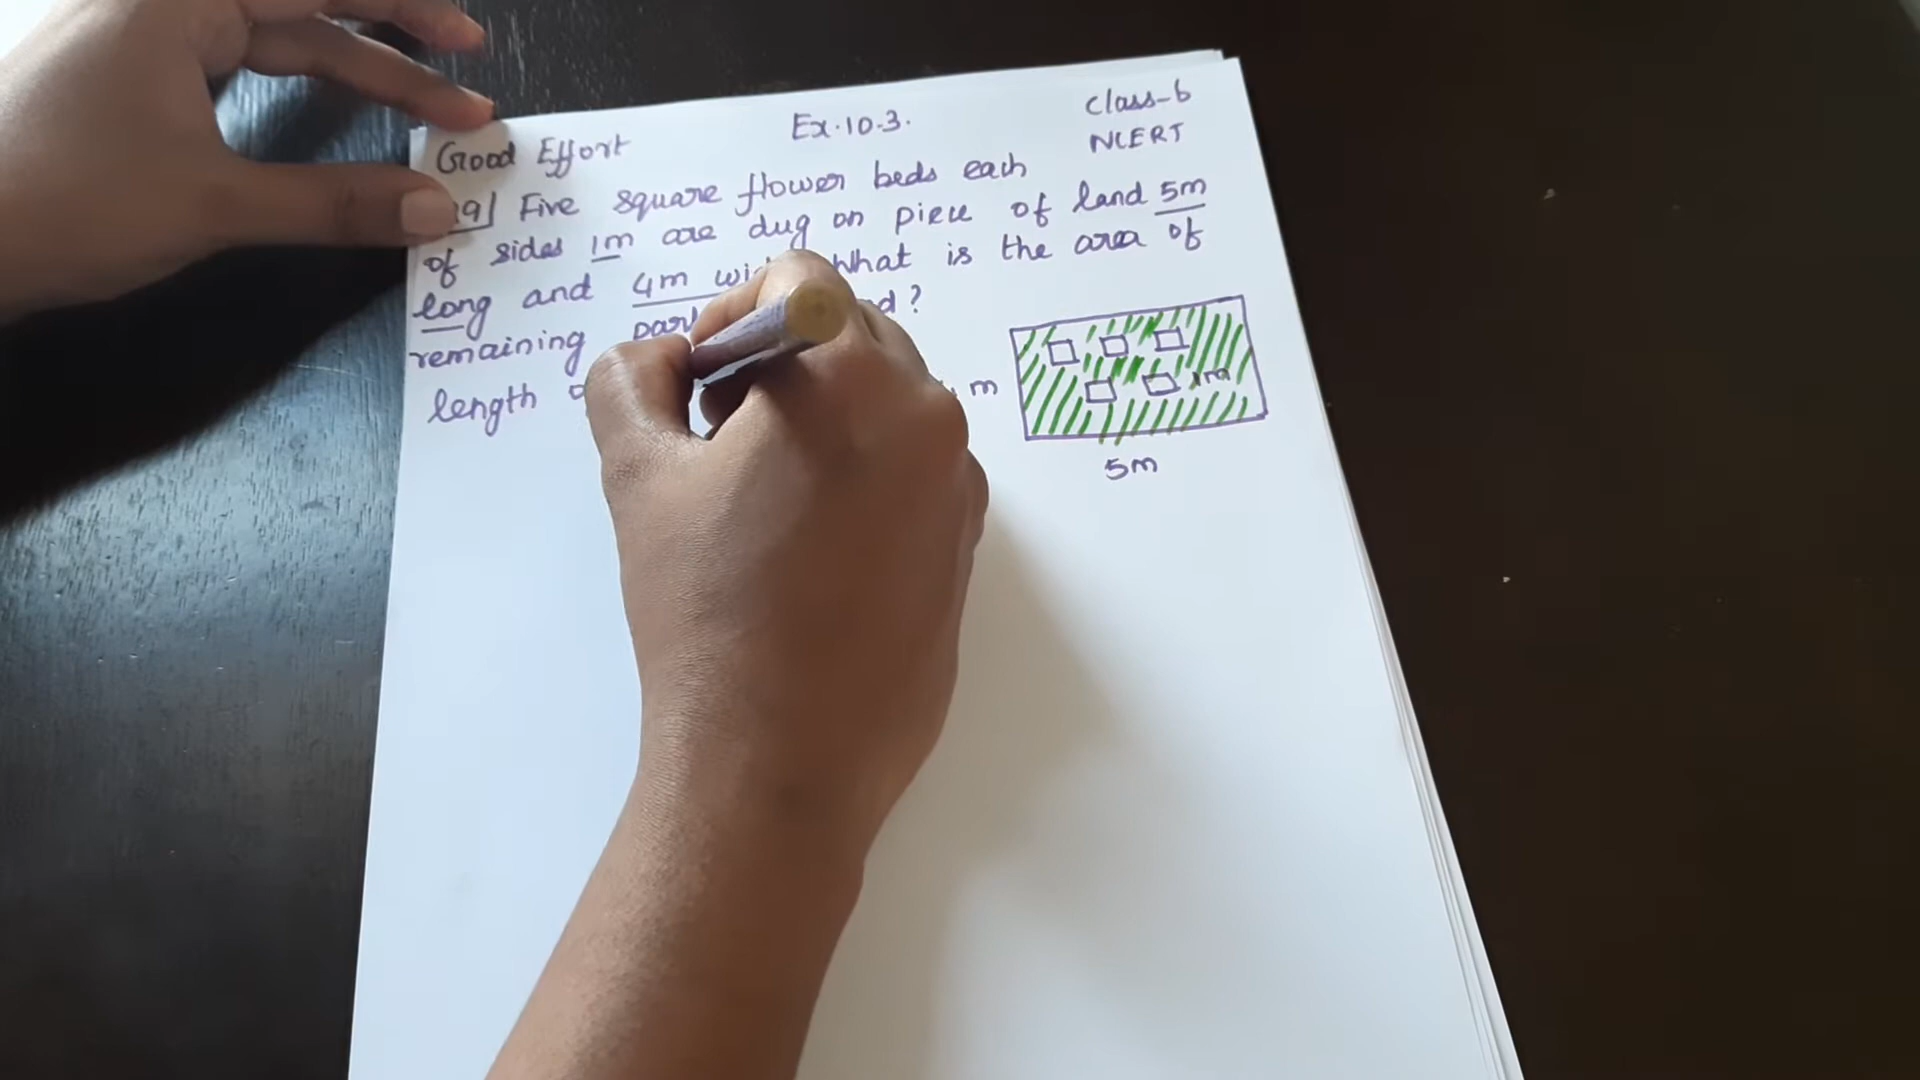 Good Effort
Ex.10.3.
Class-6
NCERT
Five square flower beds each
of sides 1m are dug on piece of land 5m
long and 4m What is the area of
remaining
length
m
1m
5m